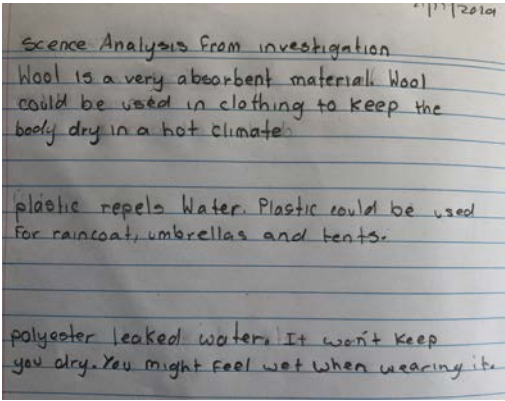 2019
Scence Analysis From investigation
Wool is a very absorbent material. Wool
could be used in clothing to keep the
body dry in a hot climate
plastic repels Water. Plastic could be used
For raincoat, umbrellas and tents.
polyester leaked water. It won't keep
you dry. You might feel wet when wearing it.